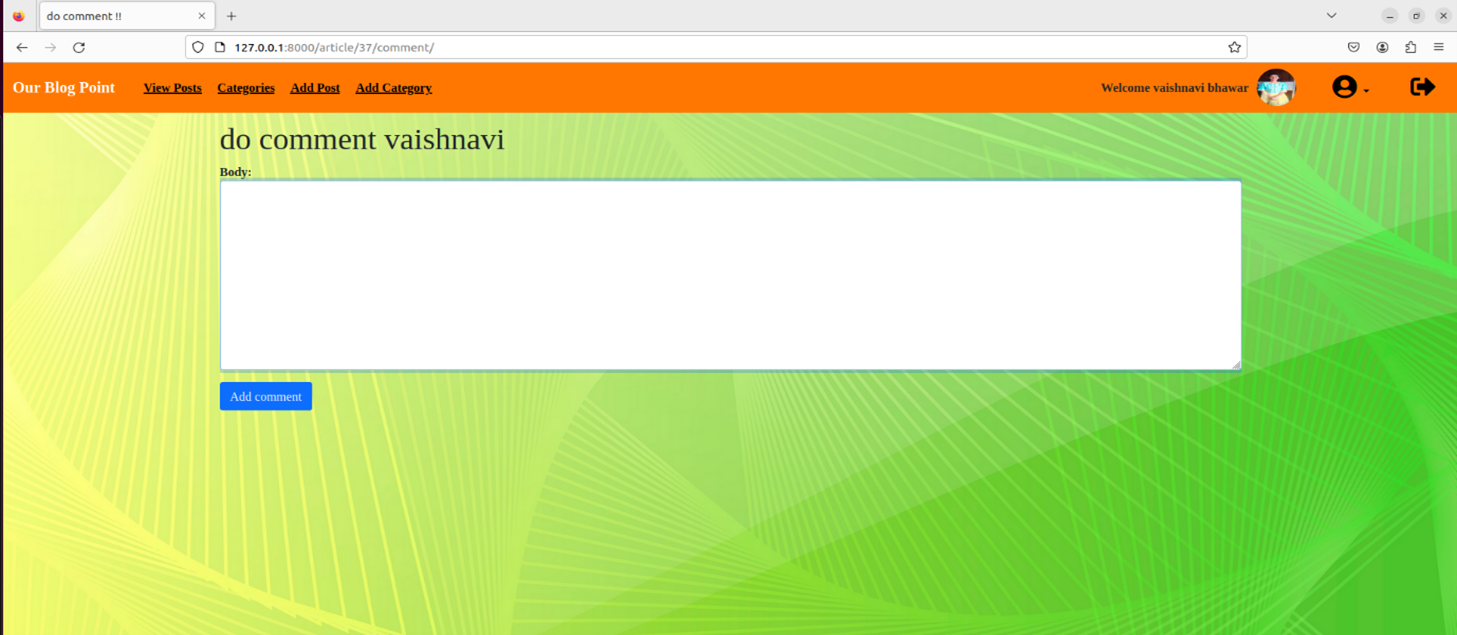 do comment !!
127.0.0.1:8000/article/37/comment/
Our Blog Point View Posts Categories Add Post Add Category Welcome vaishnavi bhawar
do comment vaishnavi
Body:
Add comment